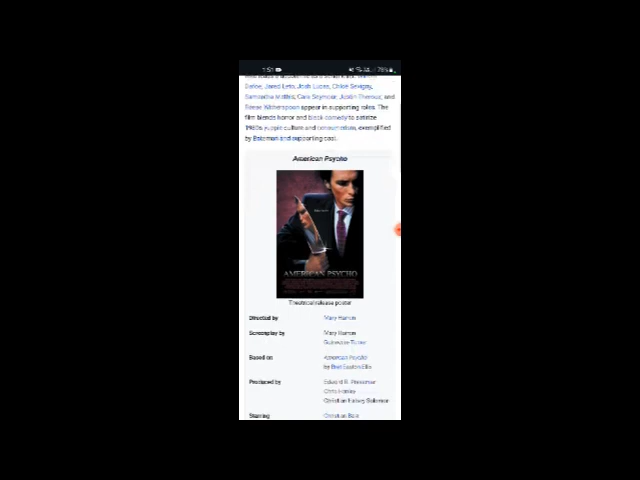 1:51
75%
Dafoe, Jared Leto, Josh Lucas, Chloë Sevigny,
Samantha Mathis, Cara Seymour, Justin Theroux, and
Reese Witherspoon appear in supporting roles. The
film blends horror and black comedy to satirize
1980s yuppie culture and consumerism, exemplified
by Bateman and supporting cast.
American Psycho
AMERICAN PSYCHO
Theatrical release poster
Directed by Mary Harron
Screenplay by Mary Harron
Guinevere Turner
Based on American Psycho
by Bret Easton Ellis
Produced by Edward R. Pressman
Chris Hanley
Christian Halsey Solomon
Starring Christian Bale